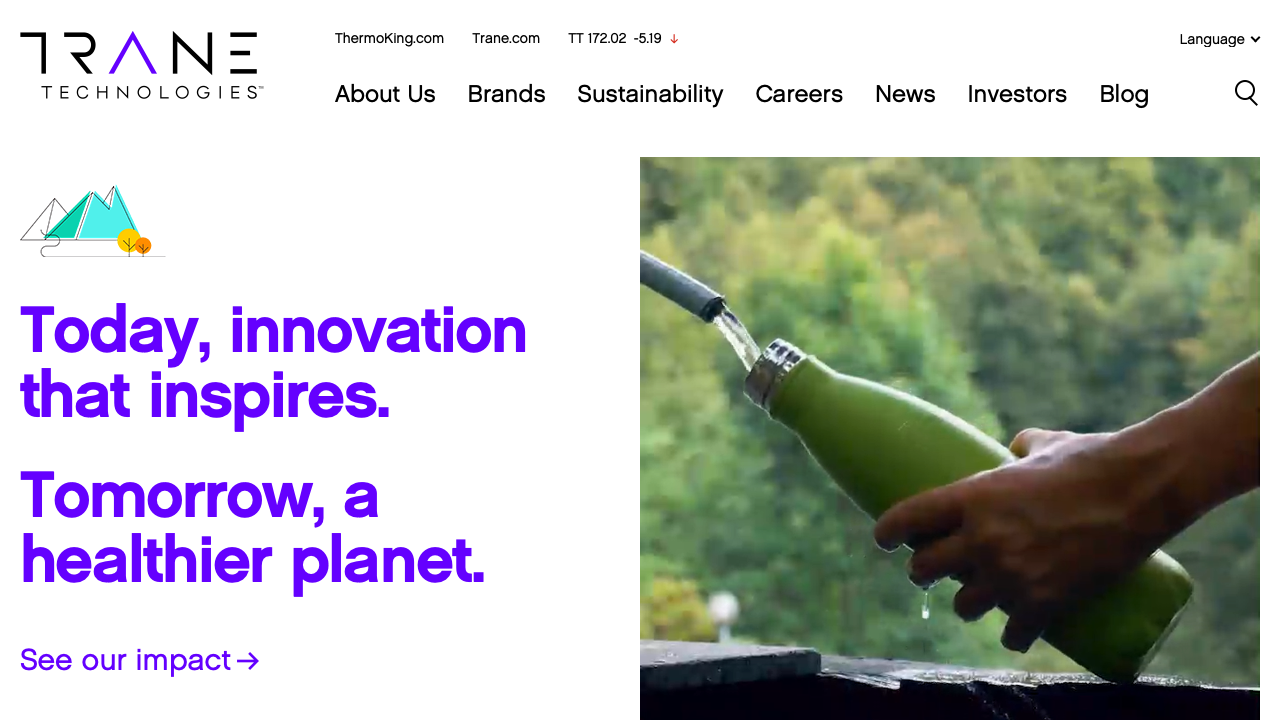 TRANE
TECHNOLOGIES™
ThermoKing.com
Trane.com
TT 172.02 -5.19 ↓
Language
About Us
Brands
Sustainability
Careers
News
Investors
Blog
Today, innovation
that inspires.
Tomorrow, a
healthier planet.
See our impact →